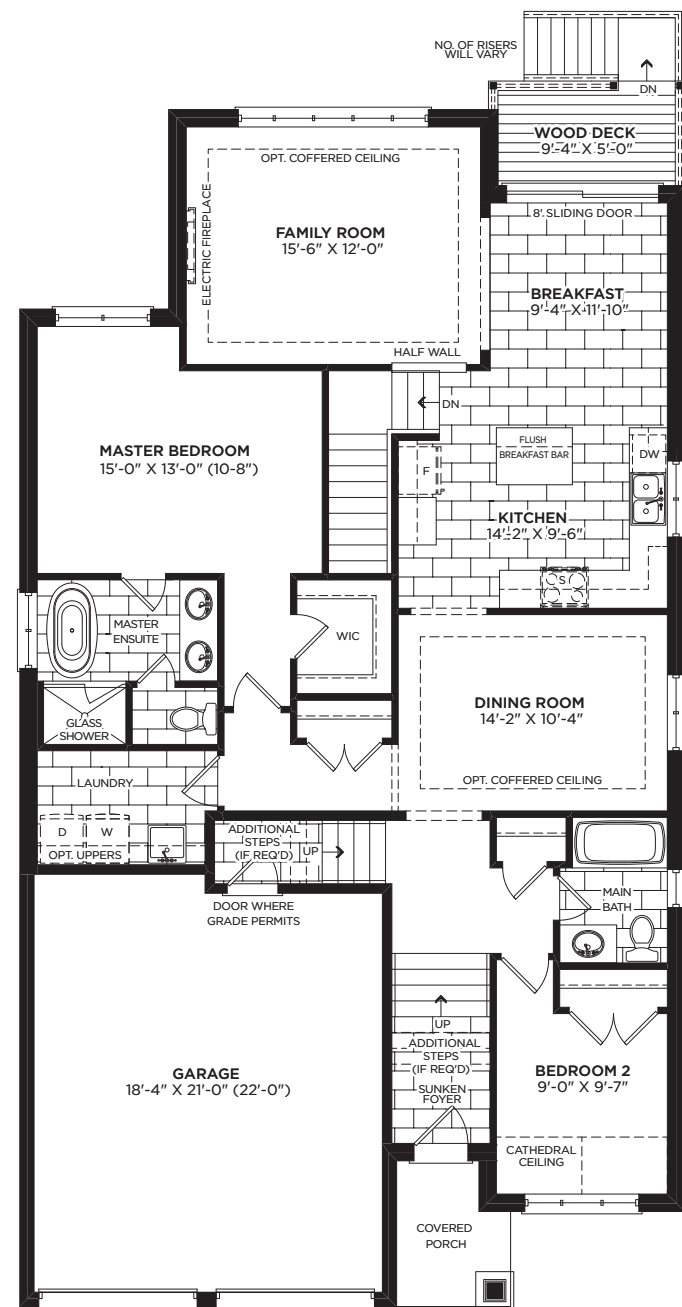 NO. OF RISERS
WILL VARY
DN
WOOD DECK
9'-4" X 5'-0"
OPT. COFFERED CEILING
8' SLIDING DOOR
ELECTRIC FIREPLACE
FAMILY ROOM
15'-6" X 12'-0"
BREAKFAST
9'-4" X 11'-10"
HALF WALL
DN
MASTER BEDROOM
15'-0" X 13'-0" (10-8")
FLUSH
BREAKFAST BAR
DW
F
KITCHEN
14'-2" X 9'-6"
S
MASTER
ENSUITE
WIC
GLASS
SHOWER
DINING ROOM
14'-2" X 10'-4"
OPT. COFFERED CEILING
LAUNDRY
D
W
OPT. UPPERS
ADDITIONAL
STEPS
(IF REQ'D)
UP
DOOR WHERE
GRADE PERMITS
MAIN
BATH
UP
ADDITIONAL
STEPS
(IF REQ'D)
SUNKEN
FOYER
GARAGE
18'-4" X 21'-0" (22'-0")
BEDROOM 2
9'-0" X 9'-7"
CATHEDRAL
CEILING
COVERED
PORCH